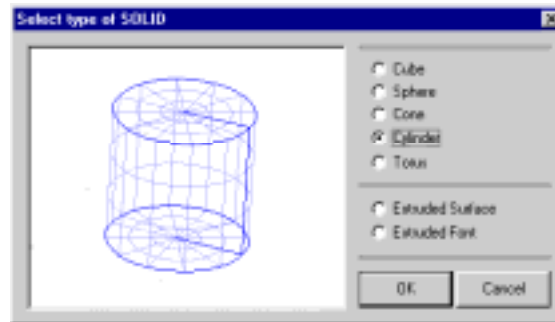 Select type of SOLID
Cube
Sphere
Cone
Cylinder
Torus
Extruded Surface
Extruded Font
OK
Cancel